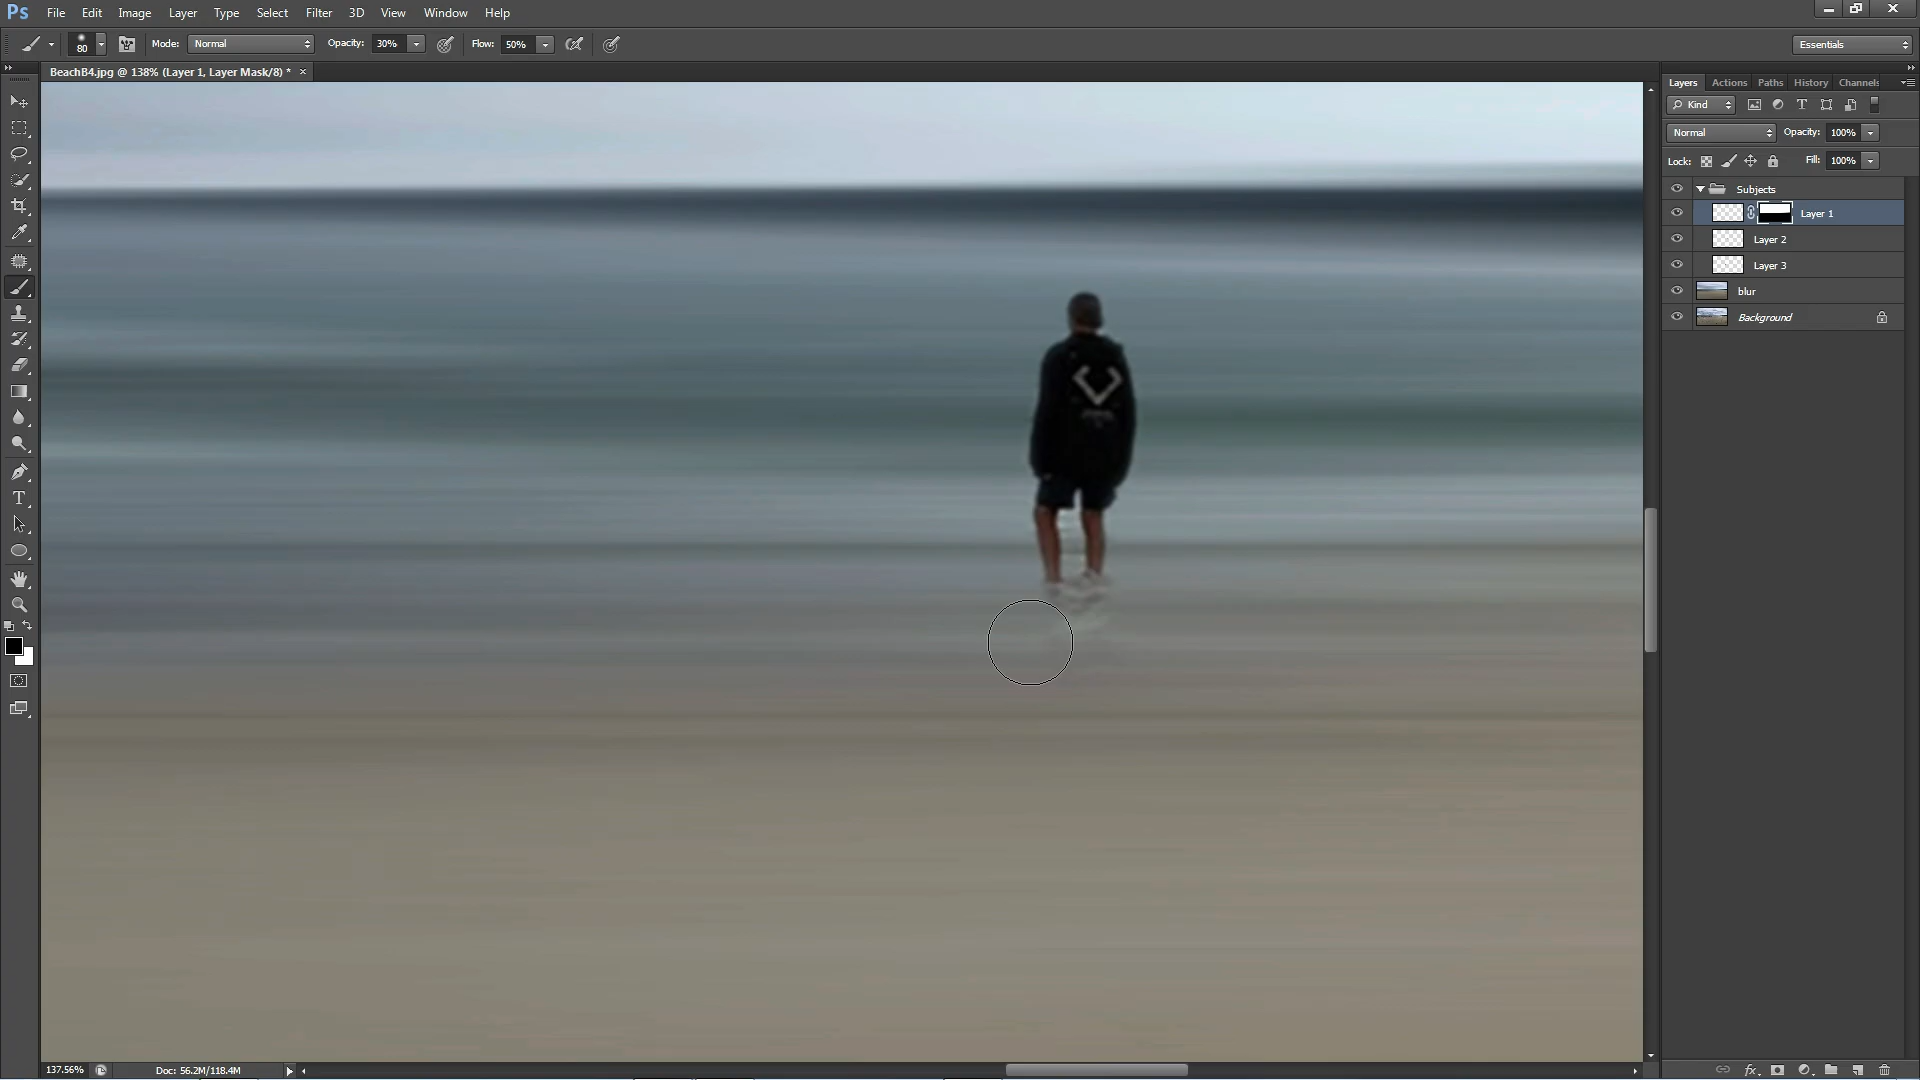 Ps File Edit Image Layer Type Select Filter 3D View Window Help
80 Mode: Normal Opacity: 30% Flow: 50% Essentials
BeachB4.jpg @ 138% (Layer 1, Layer Mask/8) * ×
Layers Actions Paths History Channels
Kind T
Normal Opacity: 100%
Lock: Fill: 100%
Subjects
Layer 1
Layer 2
Layer 3
blur
Background
T
137.56% Doc: 56.2M/118.4M fx